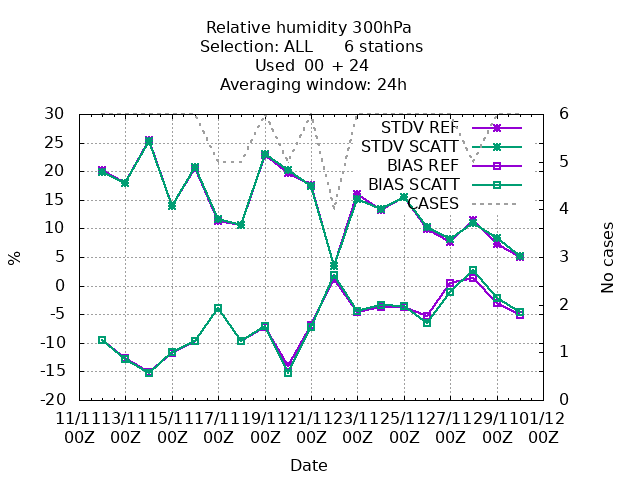 Relative humidity 300hPa
Selection: ALL 6 stations
Used 00 + 24
Averaging window: 24h
30
25
20
15
10
5
0
-5
-10
-15
-20
%
6
5
4
3
2
1
0
No cases
STDV REF
STDV SCATT
BIAS REF
BIAS SCATT
CASES
11/11 13/11 15/11 17/11 19/11 21/11 23/11 25/11 27/11 29/11 01/12
00Z 00Z 00Z 00Z 00Z 00Z 00Z 00Z 00Z 00Z 00Z
Date